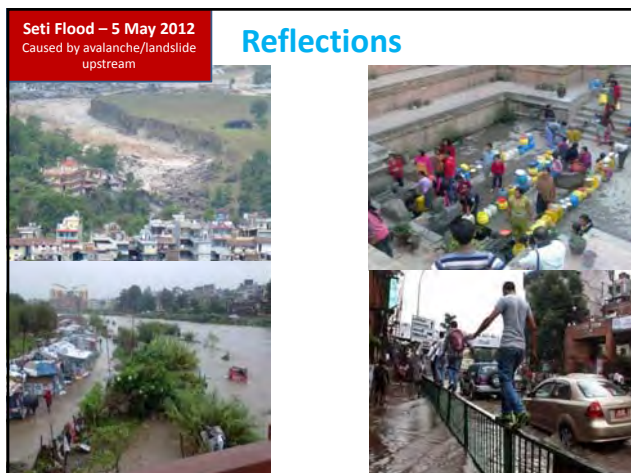 Seti Flood – 5 May 2012
Caused by avalanche/landslide
upstream
Reflections